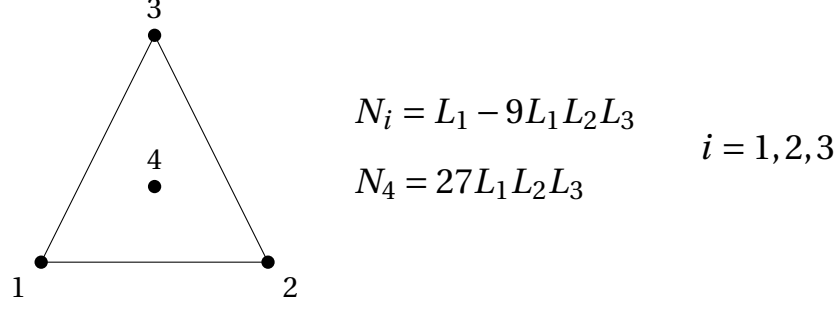 3
4
1
2
N_i = L_1 − 9L_1L_2L_3
N_4 = 27L_1L_2L_3
i = 1,2,3